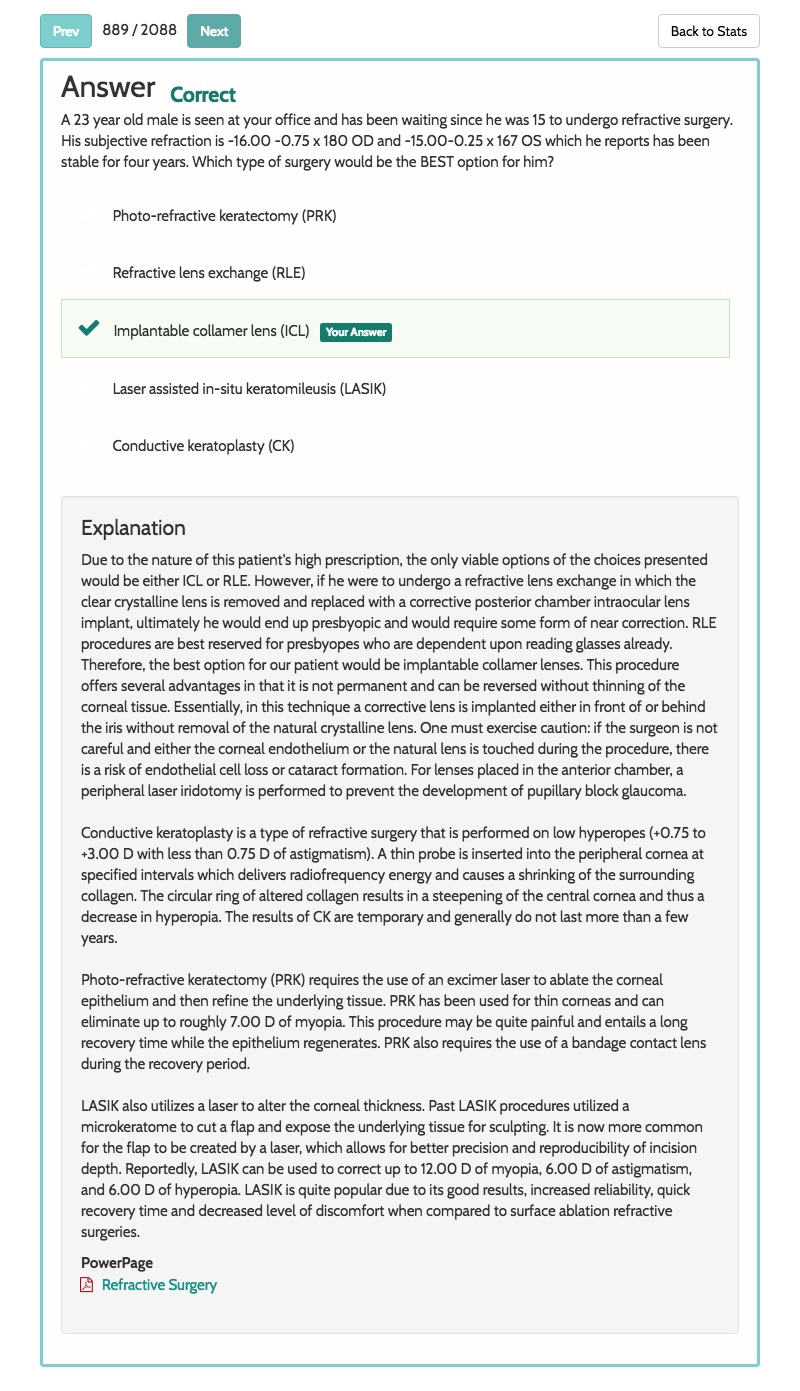 Prev 889 / 2088 Next Back to Stats
Answer Correct
A 23 year old male is seen at your office and has been waiting since he was 15 to undergo refractive surgery.
His subjective refraction is -16.00 -0.75 x 180 OD and -15.00-0.25 x 167 OS which he reports has been
stable for four years. Which type of surgery would be the BEST option for him?
Photo-refractive keratectomy (PRK)
Refractive lens exchange (RLE)
Implantable collamer lens (ICL) Your Answer
Laser assisted in-situ keratomileusis (LASIK)
Conductive keratoplasty (CK)
Explanation
Due to the nature of this patient's high prescription, the only viable options of the choices presented
would be either ICL or RLE. However, if he were to undergo a refractive lens exchange in which the
clear crystalline lens is removed and replaced with a corrective posterior chamber intraocular lens
implant, ultimately he would end up presbyopic and would require some form of near correction. RLE
procedures are best reserved for presbyopes who are dependent upon reading glasses already.
Therefore, the best option for our patient would be implantable collamer lenses. This procedure
offers several advantages in that it is not permanent and can be reversed without thinning of the
corneal tissue. Essentially, in this technique a corrective lens is implanted either in front of or behind
the iris without removal of the natural crystalline lens. One must exercise caution: if the surgeon is not
careful and either the corneal endothelium or the natural lens is touched during the procedure, there
is a risk of endothelial cell loss or cataract formation. For lenses placed in the anterior chamber, a
peripheral laser iridotomy is performed to prevent the development of pupillary block glaucoma.
Conductive keratoplasty is a type of refractive surgery that is performed on low hyperopes (+0.75 to
+3.00 D with less than 0.75 D of astigmatism). A thin probe is inserted into the peripheral cornea at
specified intervals which delivers radiofrequency energy and causes a shrinking of the surrounding
collagen. The circular ring of altered collagen results in a steepening of the central cornea and thus a
decrease in hyperopia. The results of CK are temporary and generally do not last more than a few
years.
Photo-refractive keratectomy (PRK) requires the use of an excimer laser to ablate the corneal
epithelium and then refine the underlying tissue. PRK has been used for thin corneas and can
eliminate up to roughly 7.00 D of myopia. This procedure may be quite painful and entails a long
recovery time while the epithelium regenerates. PRK also requires the use of a bandage contact lens
during the recovery period.
LASIK also utilizes a laser to alter the corneal thickness. Past LASIK procedures utilized a
microkeratome to cut a flap and expose the underlying tissue for sculpting. It is now more common
for the flap to be created by a laser, which allows for better precision and reproducibility of incision
depth. Reportedly, LASIK can be used to correct up to 12.00 D of myopia, 6.00 D of astigmatism,
and 6.00 D of hyperopia. LASIK is quite popular due to its good results, increased reliability, quick
recovery time and decreased level of discomfort when compared to surface ablation refractive
surgeries.
PowerPage
Refractive Surgery